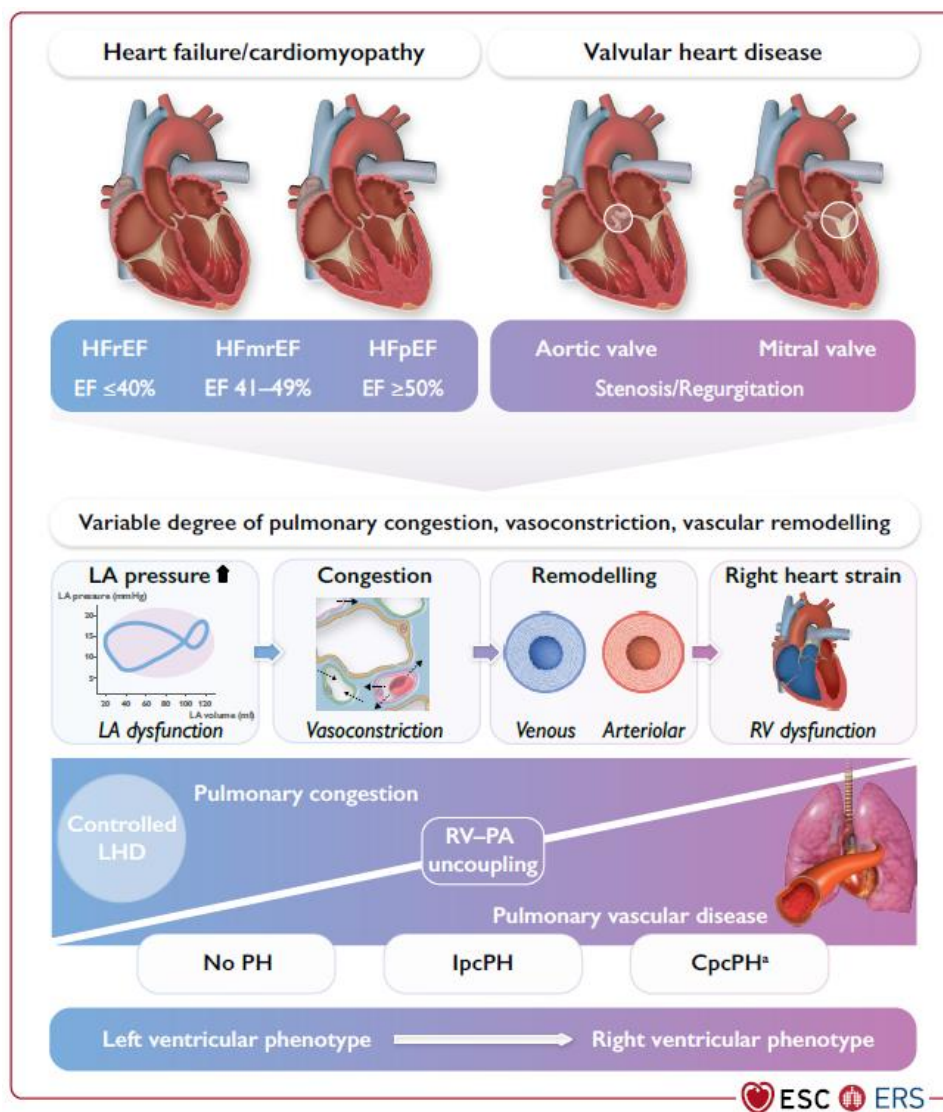 Heart failure/cardiomyopathy
Valvular heart disease
HFrEF
HFmrEF
HFpEF
EF ≤40%
EF 41–49%
EF ≥50%
Aortic valve
Mitral valve
Stenosis/Regurgitation
Variable degree of pulmonary congestion, vasoconstriction, vascular remodelling
LA pressure
LA pressure (mmHg)
20
15
10
5
20 40 60 80 100 120
LA volume (ml)
LA dysfunction
Congestion
Vasoconstriction
Remodelling
Venous
Arteriolar
Right heart strain
RV dysfunction
Controlled
LHD
Pulmonary congestion
RV–PA
uncoupling
Pulmonary vascular disease
No PH
IpcPH
CpcPHᵃ
Left ventricular phenotype
Right ventricular phenotype
ESC
ERS